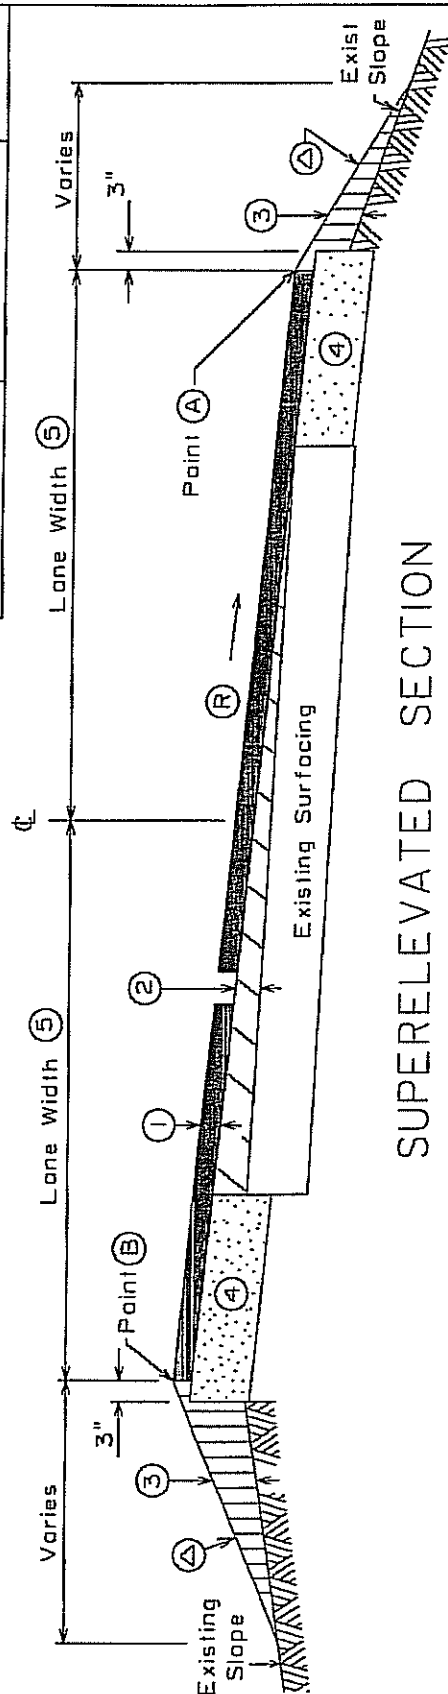 ℄
Varies
Lane Width ⑤
Lane Width ⑤
Varies
3"
Point Ⓑ
①
②
Ⓡ
Point Ⓐ
3"
③
△
Exist
Slope
Existing
Slope
△
③
④
Existing Surfacing
④
SUPERELEVATED SECTION